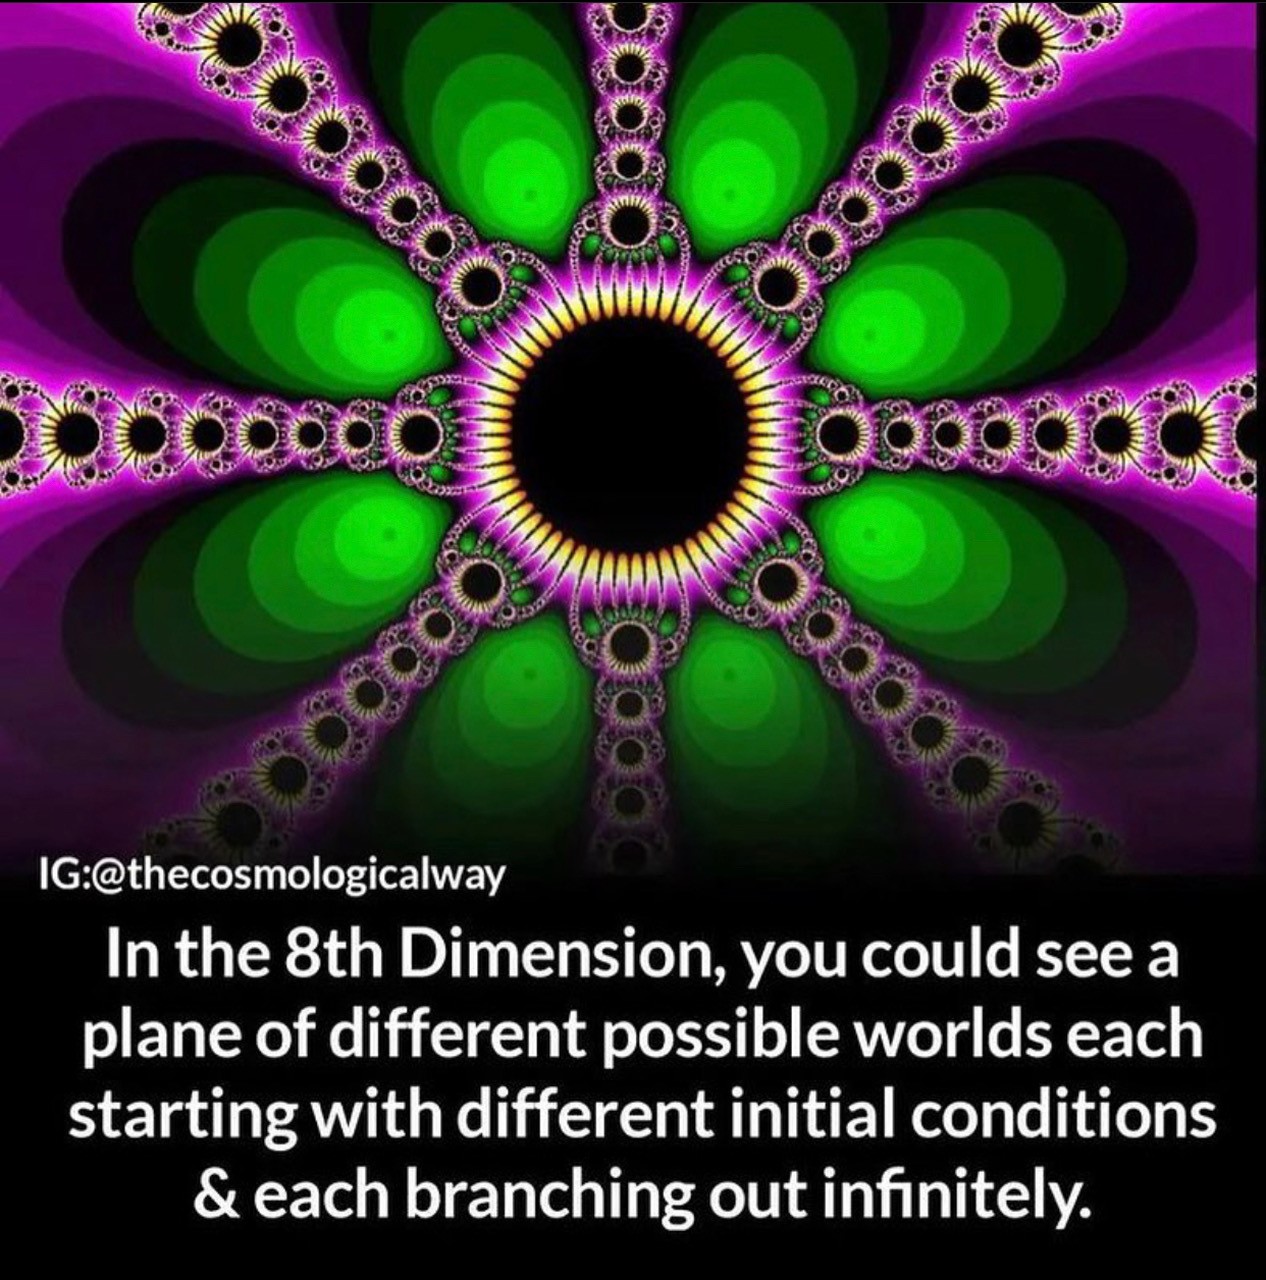 IG:@thecosmologicalway
In the 8th Dimension, you could see a
plane of different possible worlds each
starting with different initial conditions
& each branching out infinitely.